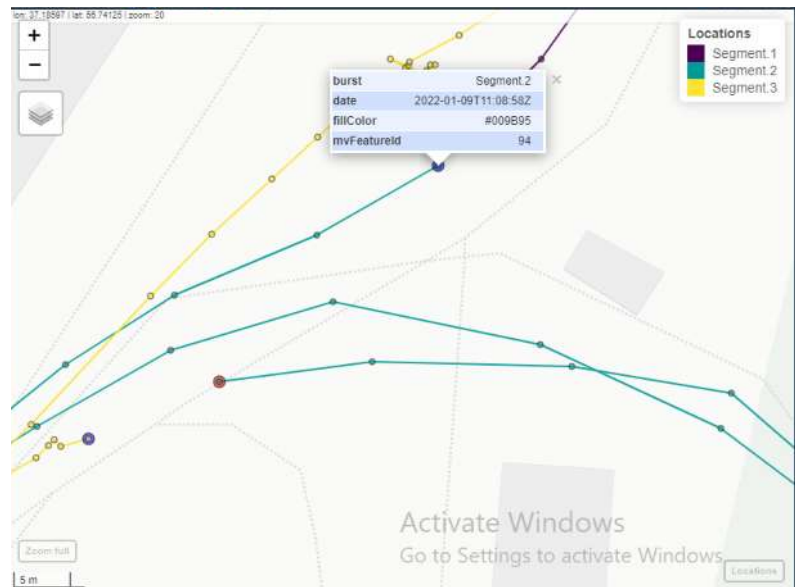 lon: 37.18597 | lat: 56.74125 | zoom: 20
+
−
Locations
Segment.1
Segment.2
Segment.3
burst Segment.2
date 2022-01-09T11:08:58Z
fillColor #009B95
mvFeatureId 94
×
Activate Windows
Go to Settings to activate Windows.
Zoom full
Locations
5 m